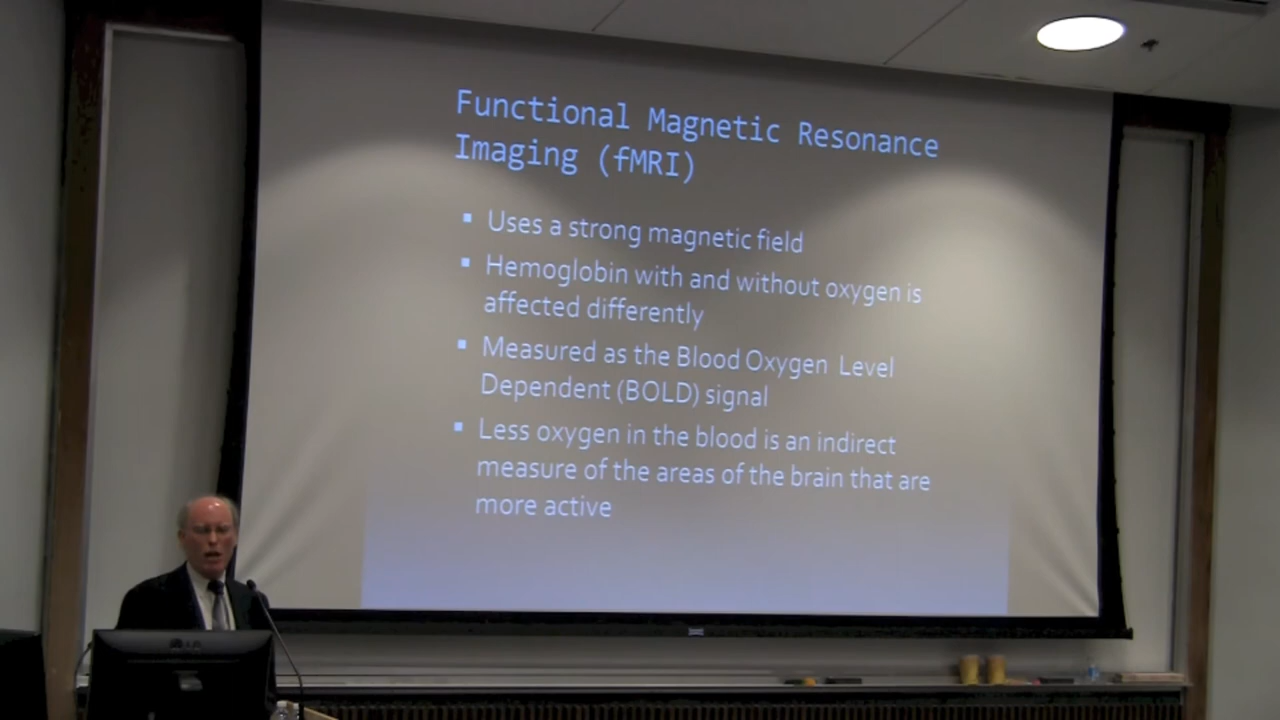 Functional Magnetic Resonance
Imaging (fMRI)
▪ Uses a strong magnetic field
▪ Hemoglobin with and without oxygen is
affected differently
▪ Measured as the Blood Oxygen Level
Dependent (BOLD) signal
▪ Less oxygen in the blood is an indirect
measure of the areas of the brain that are
more active
LG